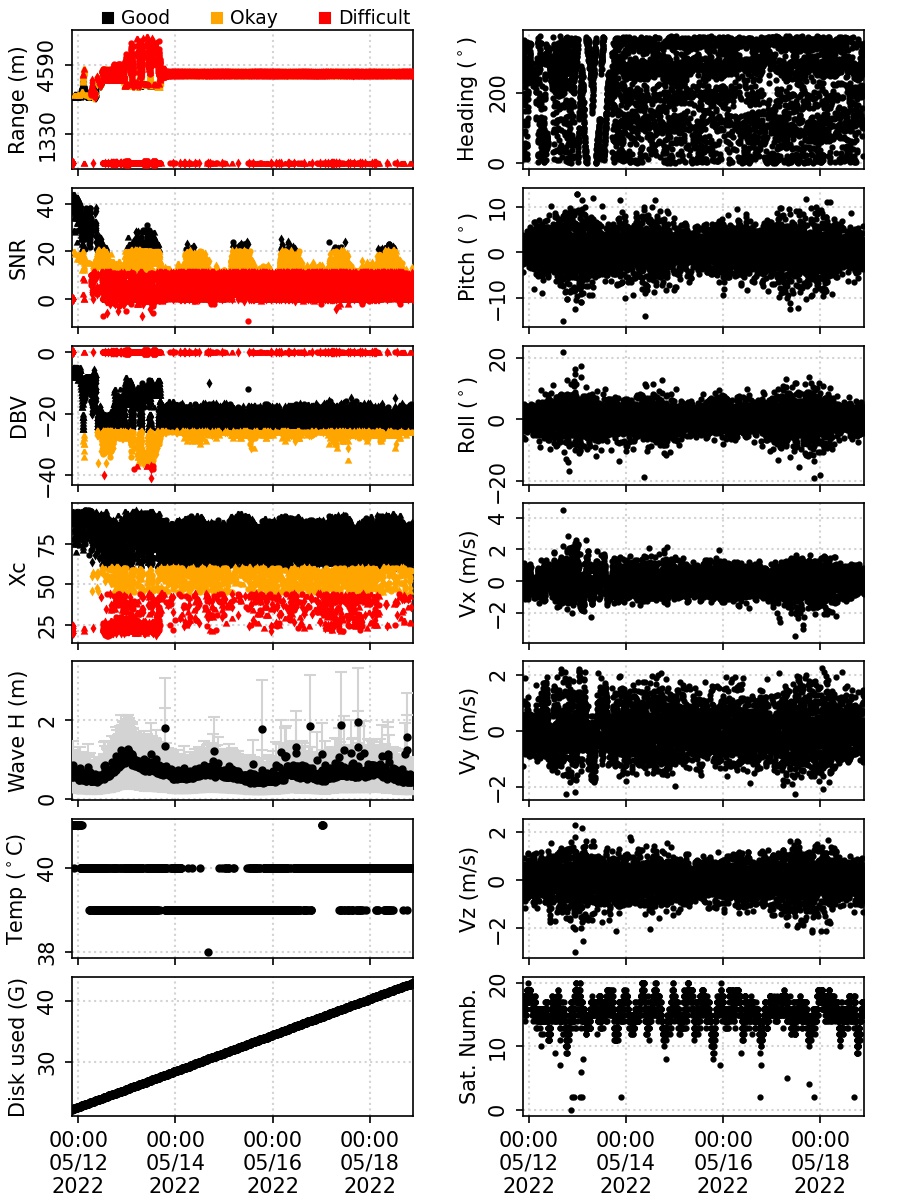 Good Okay Difficult
Range (m)
4590
1330
Heading (°)
200
0
SNR
40
20
0
Pitch (°)
10
0
−10
DBV
0
−20
−40
Roll (°)
20
0
−20
Xc
75
50
25
Vx (m/s)
4
2
0
−2
Wave H (m)
2
0
Vy (m/s)
2
0
−2
Temp (°C)
40
38
Vz (m/s)
2
0
−2
Disk used (G)
40
30
Sat. Numb.
20
10
0
00:00 00:00 00:00 00:00
05/12 05/14 05/16 05/18
2022 2022 2022 2022
00:00 00:00 00:00 00:00
05/12 05/14 05/16 05/18
2022 2022 2022 2022